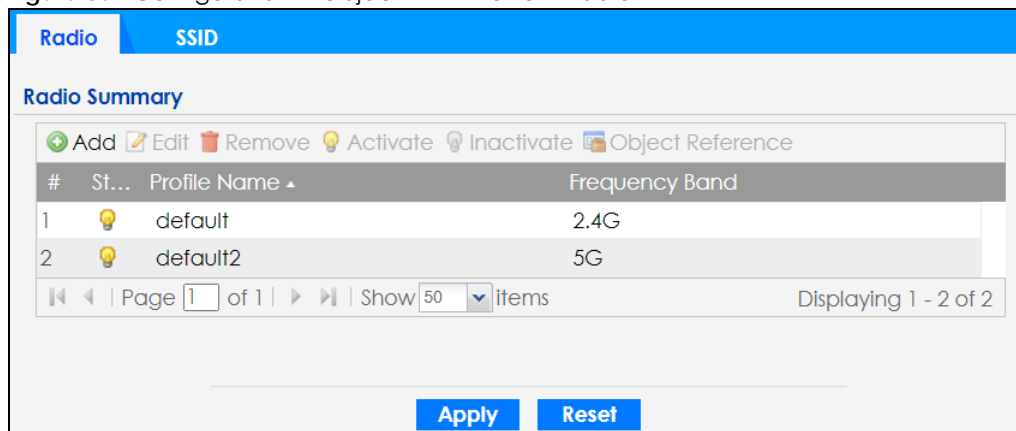 Radio SSID
Radio Summary
Add Edit Remove Activate Inactivate Object Reference
# St... Profile Name Frequency Band
1 default 2.4G
2 default2 5G
Page 1 of 1 Show 50 items Displaying 1 - 2 of 2
Apply Reset